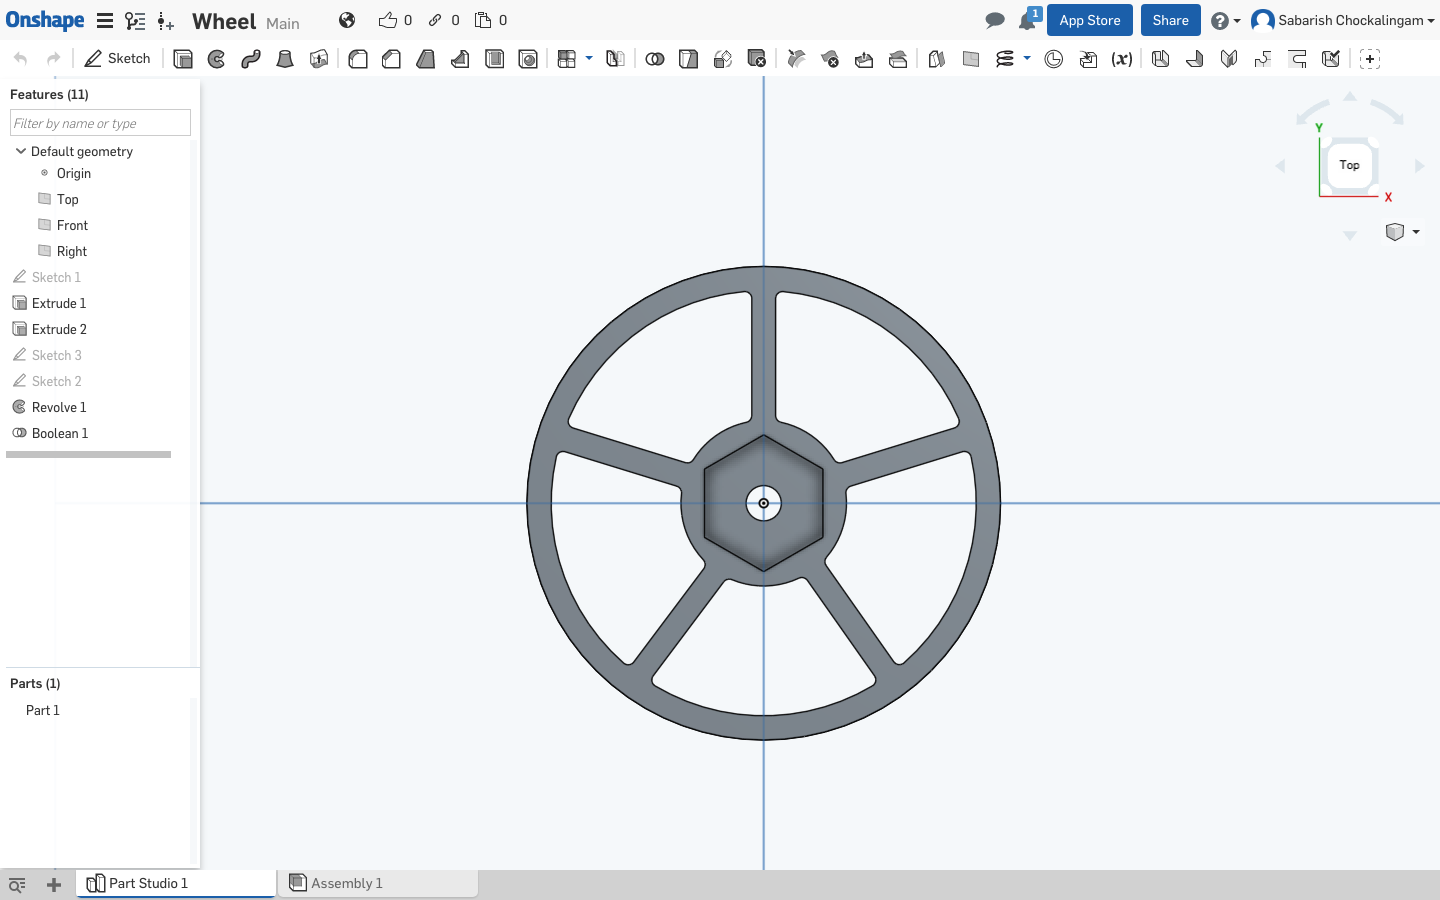 Onshape Wheel Main 0 0 0 1 App Store Share Sabarish Chockalingam
Sketch (x)
Features (11)
Filter by name or type
Default geometry
Origin
Top
Front
Right
Sketch 1
Extrude 1
Extrude 2
Sketch 3
Sketch 2
Revolve 1
Boolean 1
Y
Top
X
Parts (1)
Part 1
Part Studio 1 Assembly 1